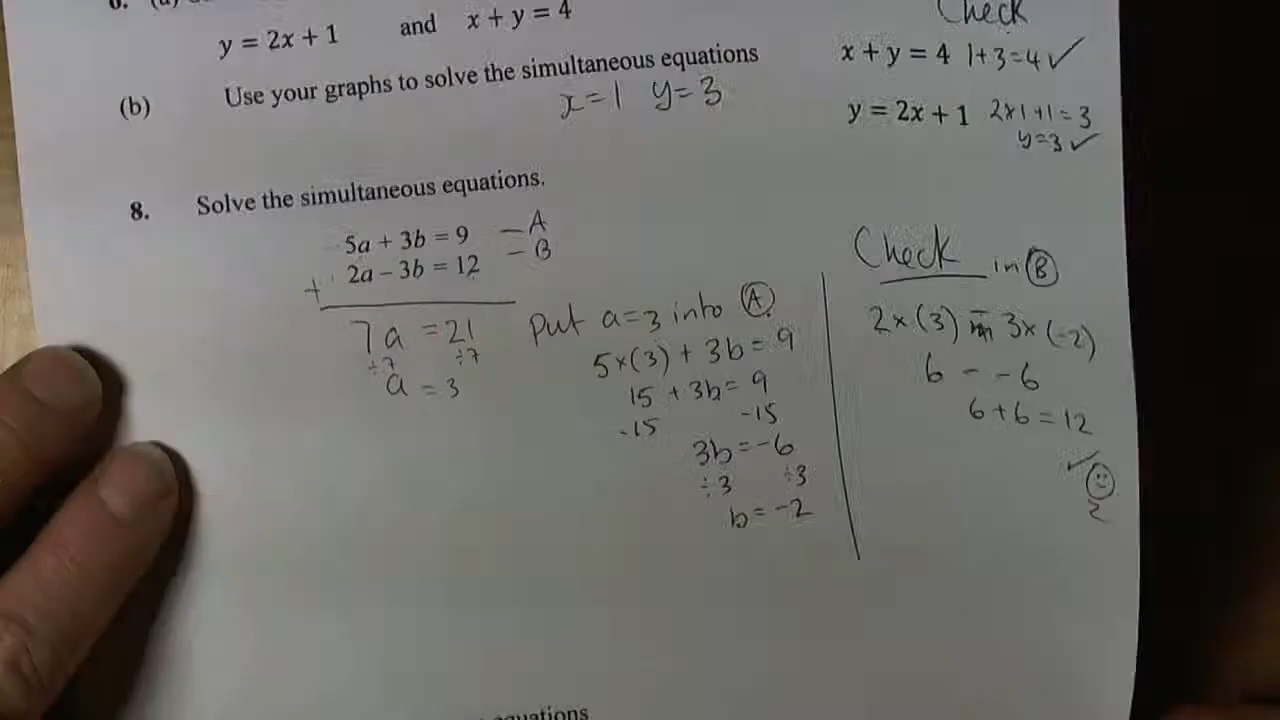 y = 2x + 1 and x + y = 4
(b) Use your graphs to solve the simultaneous equations
x=1 y=3
Check
x + y = 4 1+3=4 ✓
y = 2x + 1 2x1+1=3
y=3 ✓
8. Solve the simultaneous equations.
5a + 3b = 9 — A
+ 2a − 3b = 12 — B
7a = 21
÷7 ÷7
a = 3
Put a=3 into Ⓐ
5×(3) + 3b = 9
15 + 3b = 9
-15 -15
3b = -6
÷3 ÷3
b = -2
Check in Ⓑ
2×(3) − 3×(-2)
6 - -6
6+6=12
✓
equations